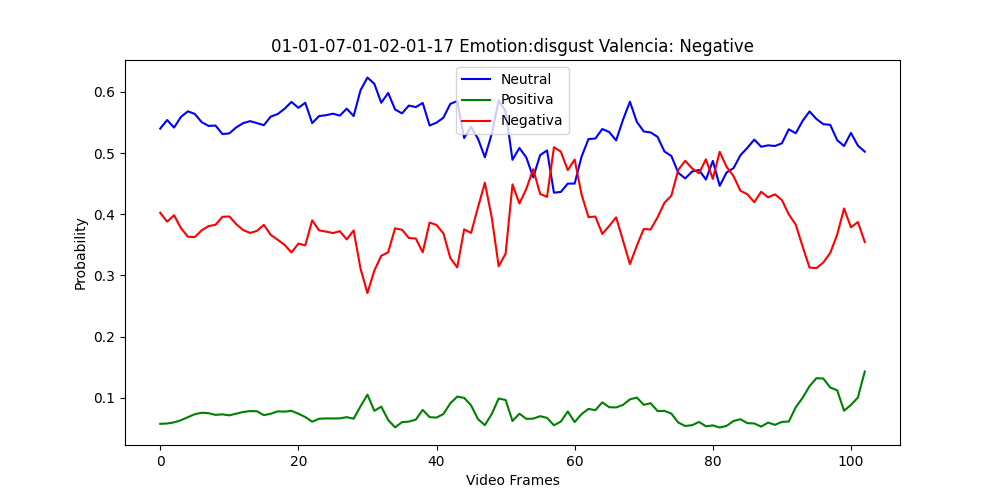 01-01-07-01-02-01-17 Emotion:disgust Valencia: Negative
Neutral
Positiva
Negativa
Probability
0.6
0.5
0.4
0.3
0.2
0.1
0 20 40 60 80 100
Video Frames